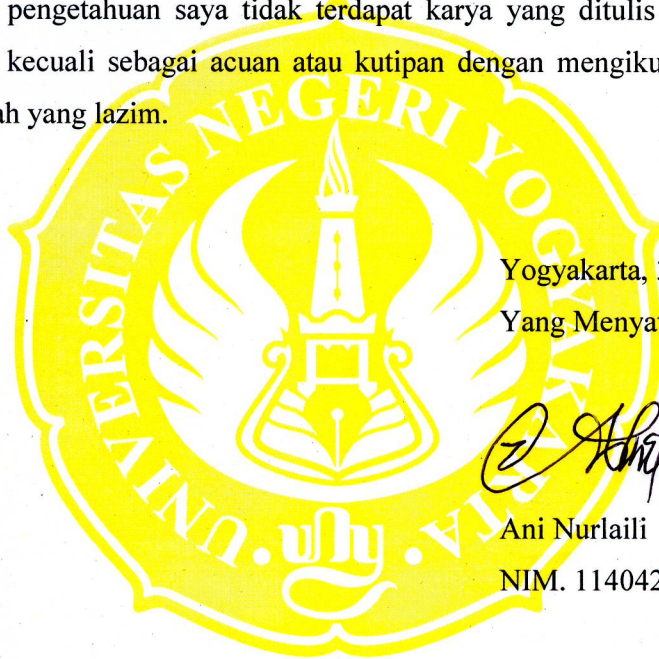 pengetahuan saya tidak terdapat karya yang ditulis
kecuali sebagai acuan atau kutipan dengan mengiku
ah yang lazim.
UNIVERSITAS NEGERI YOGYAKARTA
Yogyakarta,
Yang Menya
uny
Ani Nurlaili
NIM. 114042